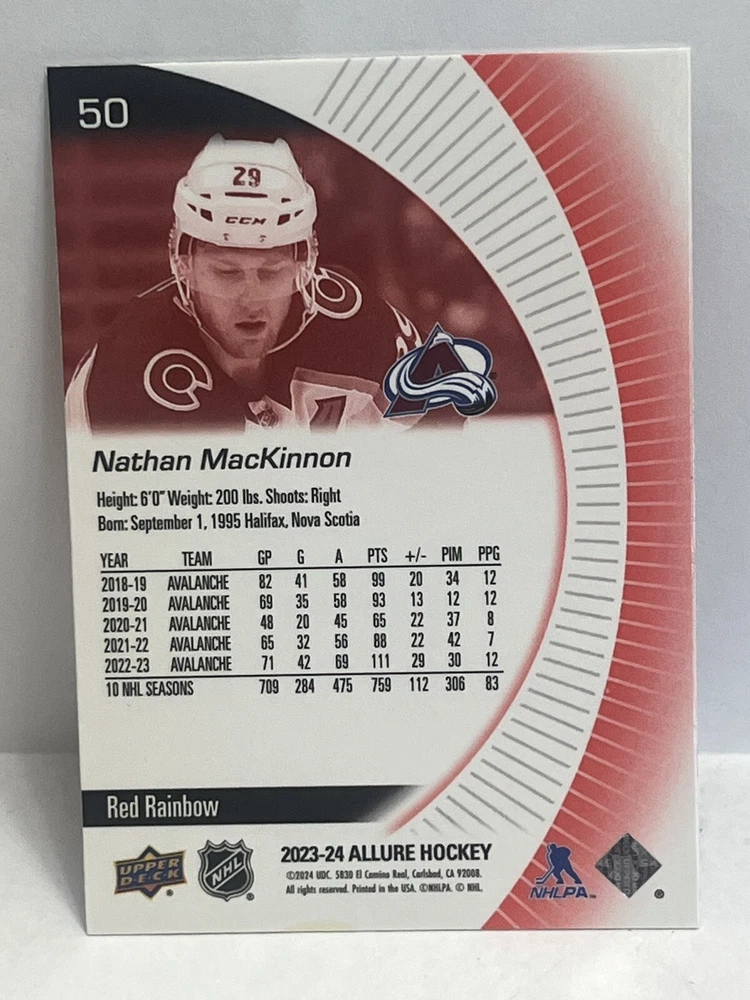 50
29
CCM
Nathan MacKinnon
Height: 6'0" Weight: 200 lbs. Shoots: Right
Born: September 1, 1995 Halifax, Nova Scotia
YEAR TEAM GP G A PTS +/- PIM PPG
2018-19 AVALANCHE 82 41 58 99 20 34 12
2019-20 AVALANCHE 69 35 58 93 13 12 12
2020-21 AVALANCHE 48 20 45 65 22 37 8
2021-22 AVALANCHE 65 32 56 88 22 42 7
2022-23 AVALANCHE 71 42 69 111 29 30 12
10 NHL SEASONS 709 284 475 759 112 306 83
Red Rainbow
UPPER DECK ®
NHL ®
2023-24 ALLURE HOCKEY
©2024 UDC. 5830 El Camino Real, Carlsbad, CA 92008.
All rights reserved. Printed in the USA. ©NHLPA. © NHL.
NHLPA™
®